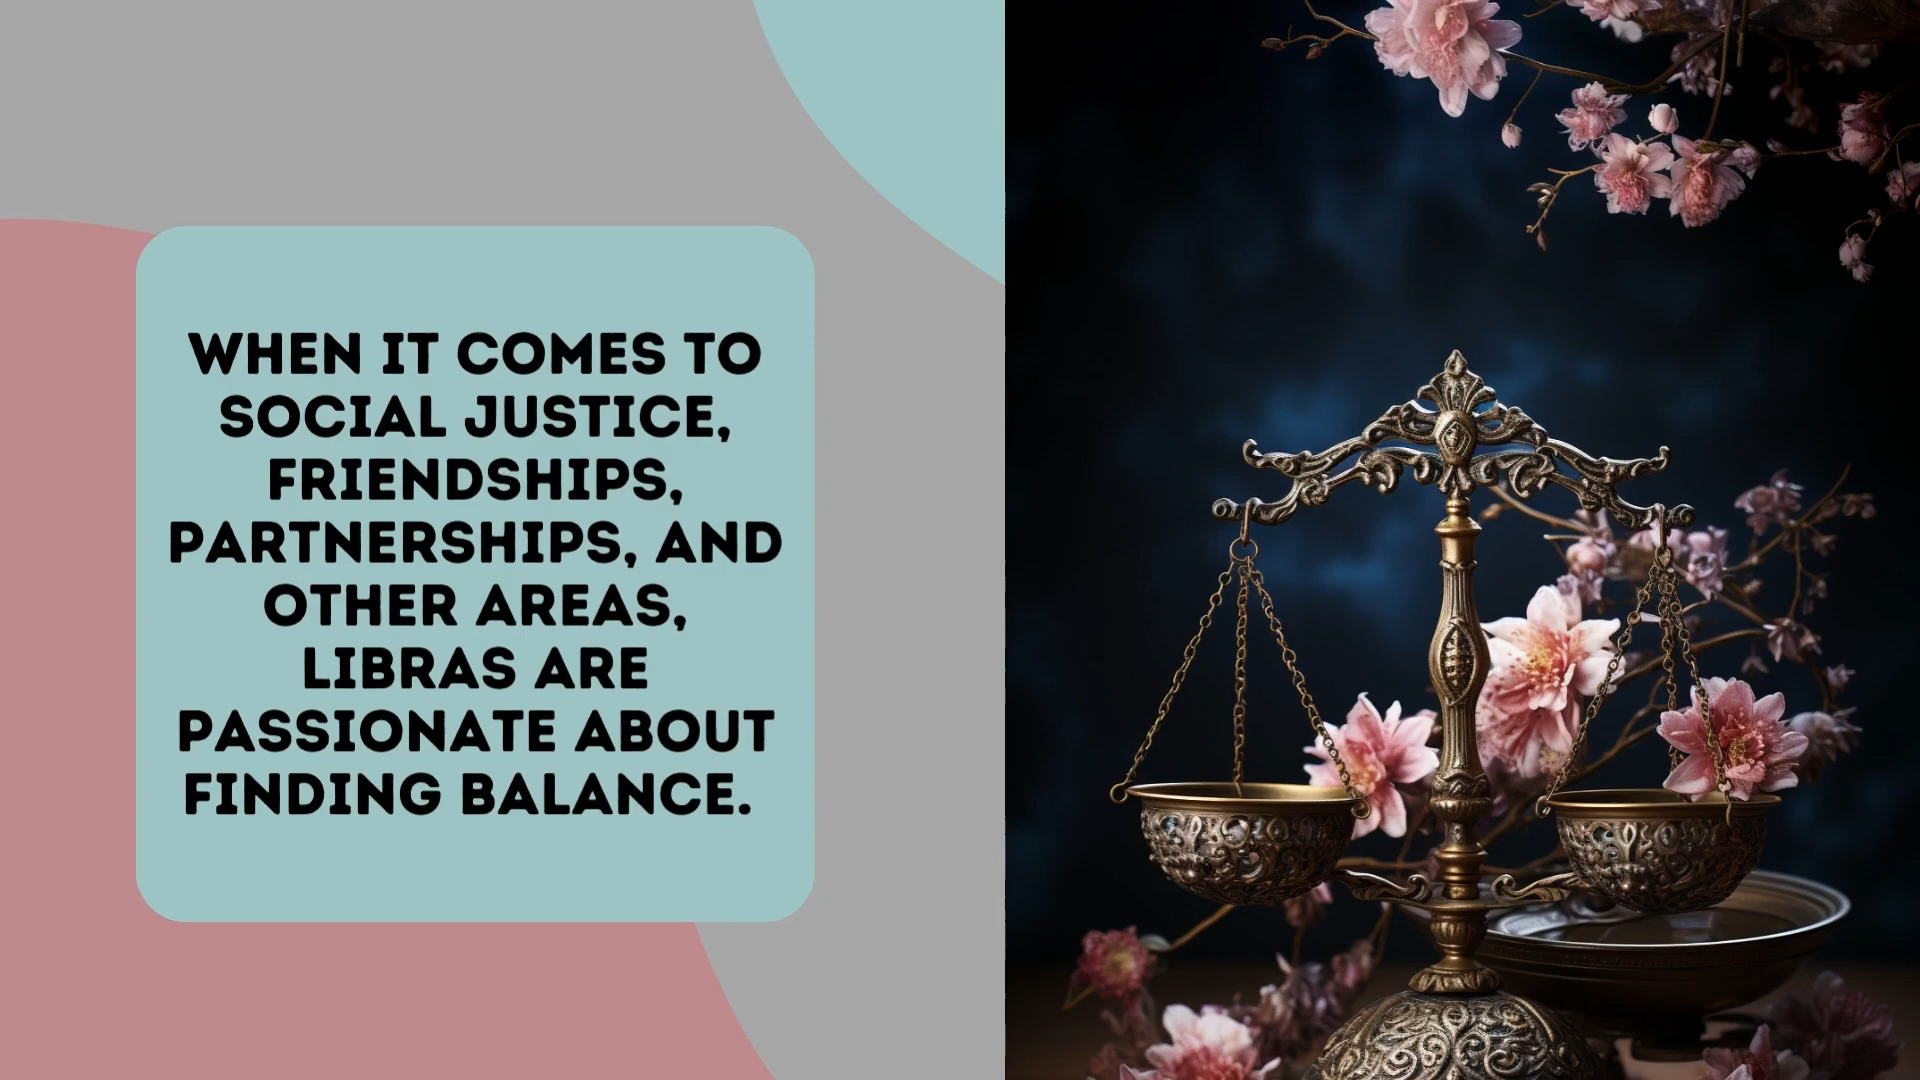 WHEN IT COMES TO
SOCIAL JUSTICE,
FRIENDSHIPS,
PARTNERSHIPS, AND
OTHER AREAS,
LIBRAS ARE
PASSIONATE ABOUT
FINDING BALANCE.